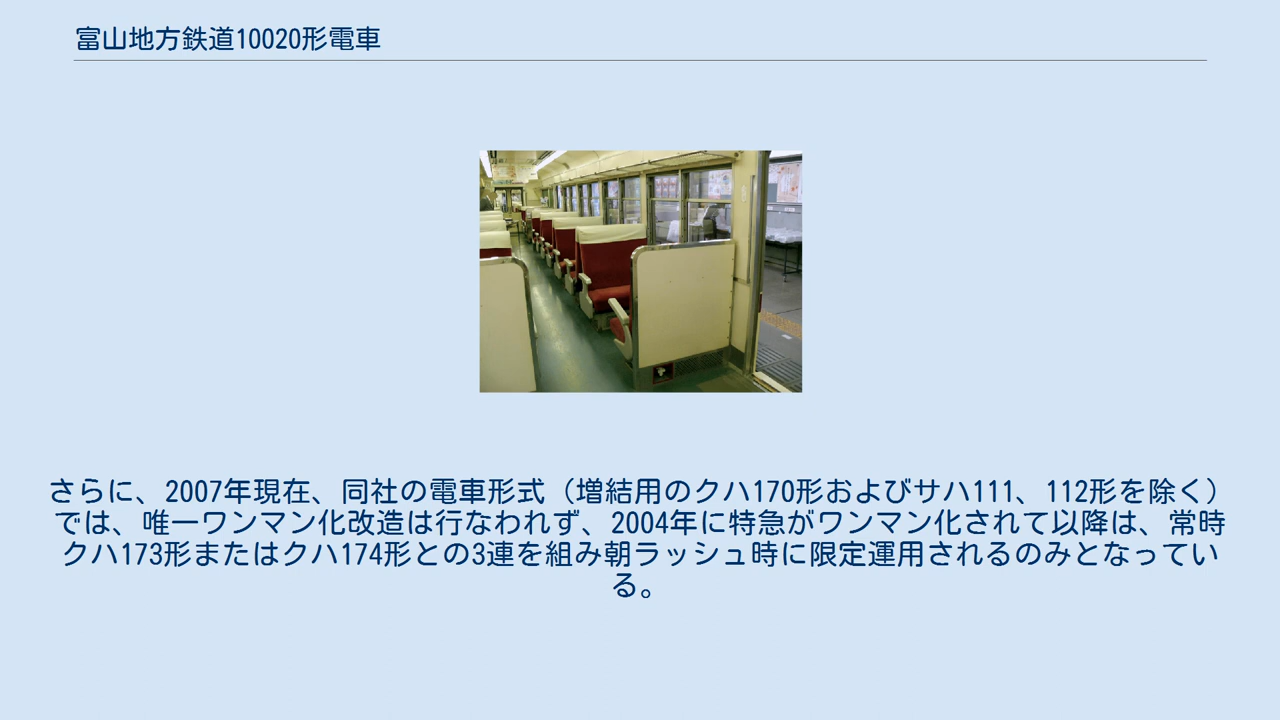 富山地方鉄道10020形電車
さらに、2007年現在、同社の電車形式（増結用のクハ170形およびサハ111、112形を除く）
では、唯一ワンマン化改造は行なわれず、2004年に特急がワンマン化されて以降は、常時
クハ173形またはクハ174形との3連を組み朝ラッシュ時に限定運用されるのみとなってい
る。